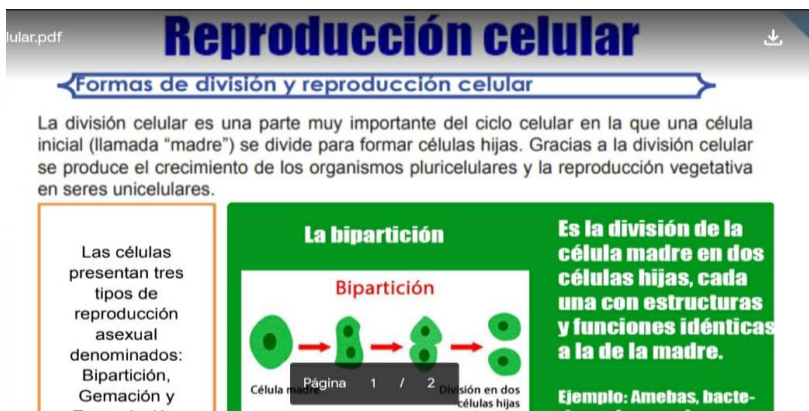 lular.pdf
Reproducción celular
Formas de división y reproducción celular
La división celular es una parte muy importante del ciclo celular en la que una célula
inicial (llamada “madre”) se divide para formar células hijas. Gracias a la división celular
se produce el crecimiento de los organismos pluricelulares y la reproducción vegetativa
en seres unicelulares.
Las células
presentan tres
tipos de
reproducción
asexual
denominados:
Bipartición,
Gemación y
La bipartición
Bipartición
Célula madre
División en dos
células hijas
Página 1 / 2
Es la división de la
célula madre en dos
células hijas, cada
una con estructuras
y funciones idénticas
a la de la madre.
Ejemplo: Amebas, bacte-